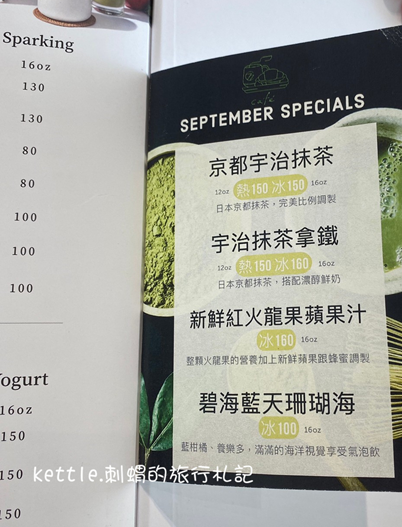 Sparking
16oz
130
130
80
80
100
100
100
Yogurt
16oz
150
150
150
café
SEPTEMBER SPECIALS
京都宇治抹茶
12oz 熱150 冰150 16oz
日本京都抹茶，完美比例調製
宇治抹茶拿鐵
12oz 熱150 冰160 16oz
日本京都抹茶，搭配濃醇鮮奶
新鮮紅火龍果蘋果汁
冰160 16oz
整顆火龍果的營養加上新鮮蘋果跟蜂蜜調製
碧海藍天珊瑚海
冰100 16oz
藍柑橘、養樂多，滿滿的海洋視覺享受氣泡飲
kettle.刺蝟的旅行札記